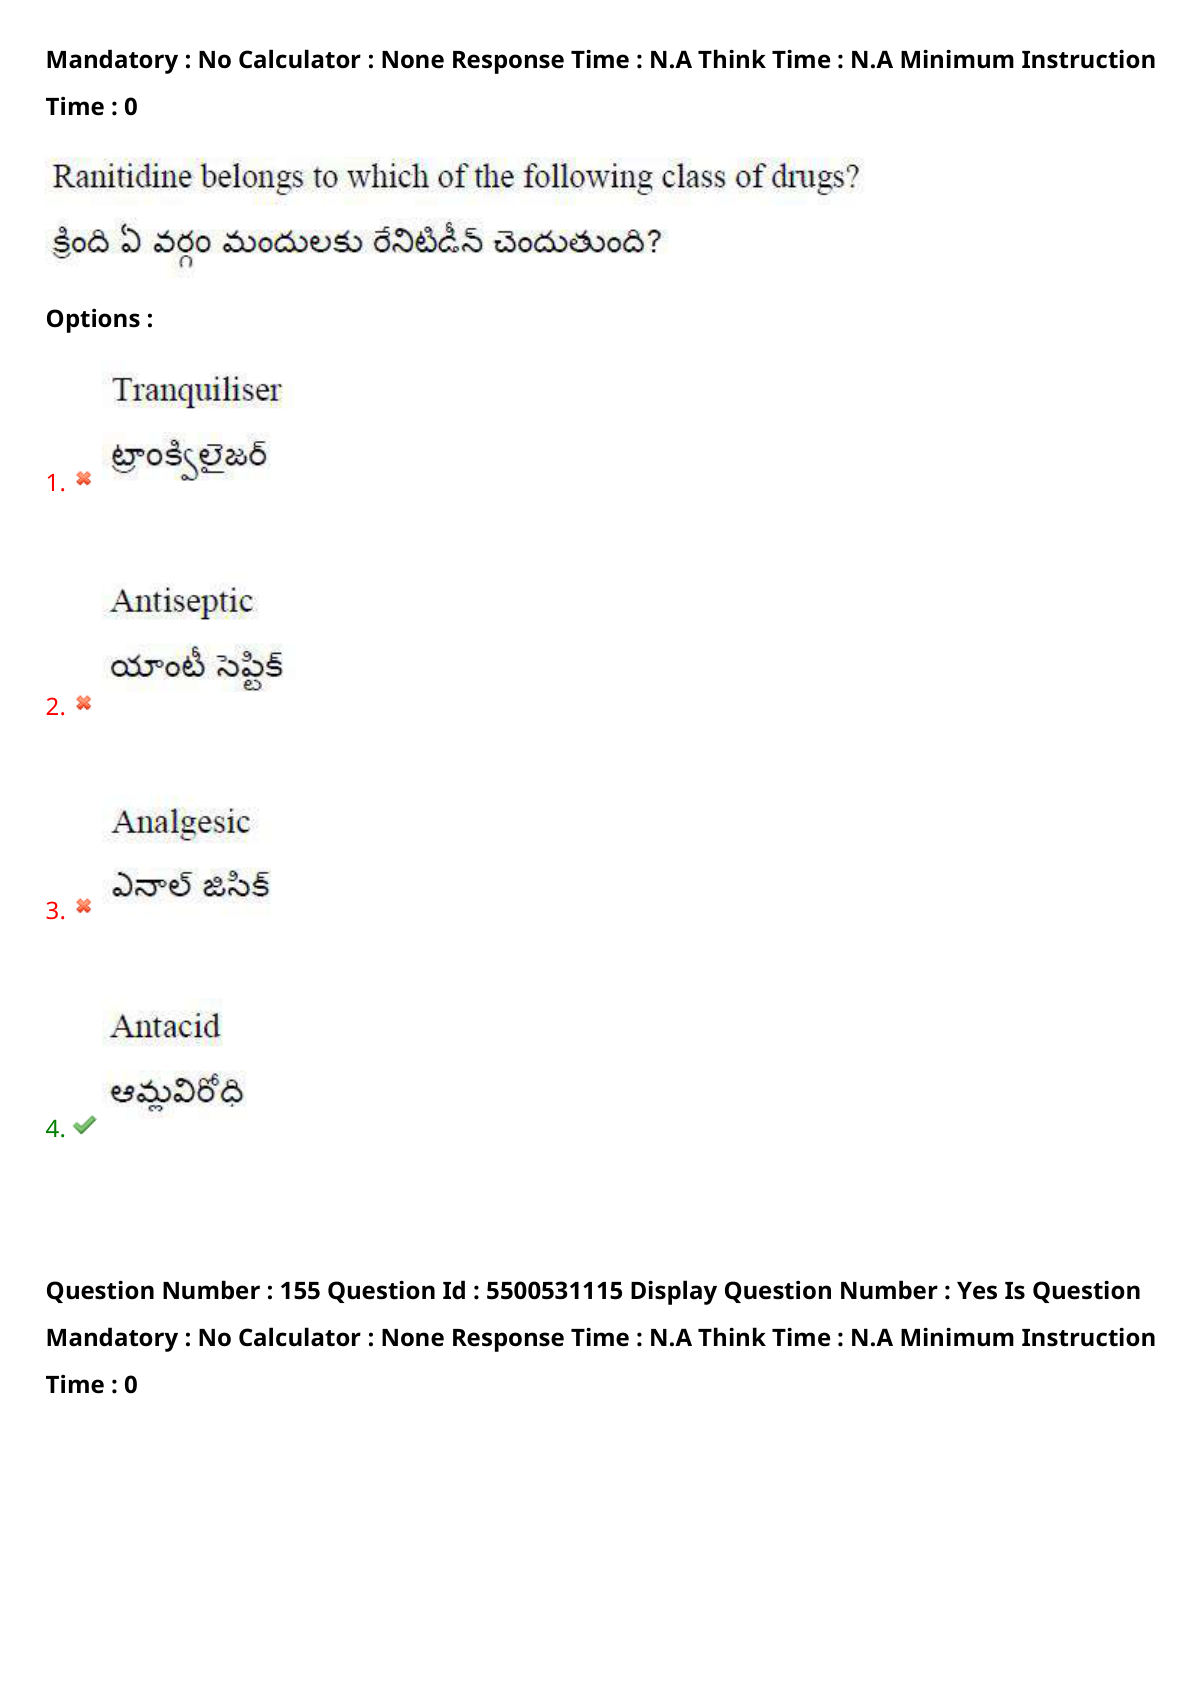 Mandatory : No Calculator : None Response Time : N.A Think Time : N.A Minimum Instruction
Time : 0
Ranitidine belongs to which of the following class of drugs?
క్రింది ఏ వర్గం మందులకు రేనిటిడీన్ చెందుతుంది?
Options :
Tranquiliser
ట్రాంక్విలైజర్
1.
Antiseptic
యాంటీ సెప్టిక్
2.
Analgesic
ఎనాల్ జిసిక్
3.
Antacid
ఆమ్లవిరోధి
4.
Question Number : 155 Question Id : 5500531115 Display Question Number : Yes Is Question
Mandatory : No Calculator : None Response Time : N.A Think Time : N.A Minimum Instruction
Time : 0